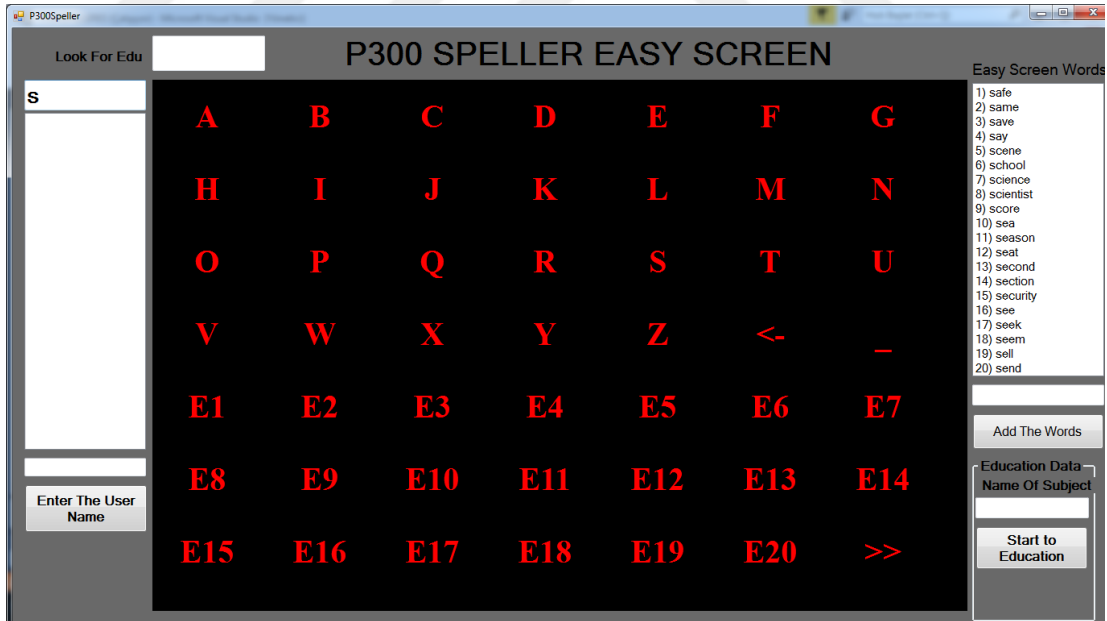 P300Speller
Look For Edu
P300 SPELLER EASY SCREEN
Easy Screen Words
S
A B C D E F G
H I J K L M N
O P Q R S T U
V W X Y Z <- _
E1 E2 E3 E4 E5 E6 E7
E8 E9 E10 E11 E12 E13 E14
E15 E16 E17 E18 E19 E20 >>
1) safe
2) same
3) save
4) say
5) scene
6) school
7) science
8) scientist
9) score
10) sea
11) season
12) seat
13) second
14) section
15) security
16) see
17) seek
18) seem
19) sell
20) send
Add The Words
Enter The User
Name
Education Data
Name Of Subject
Start to
Education